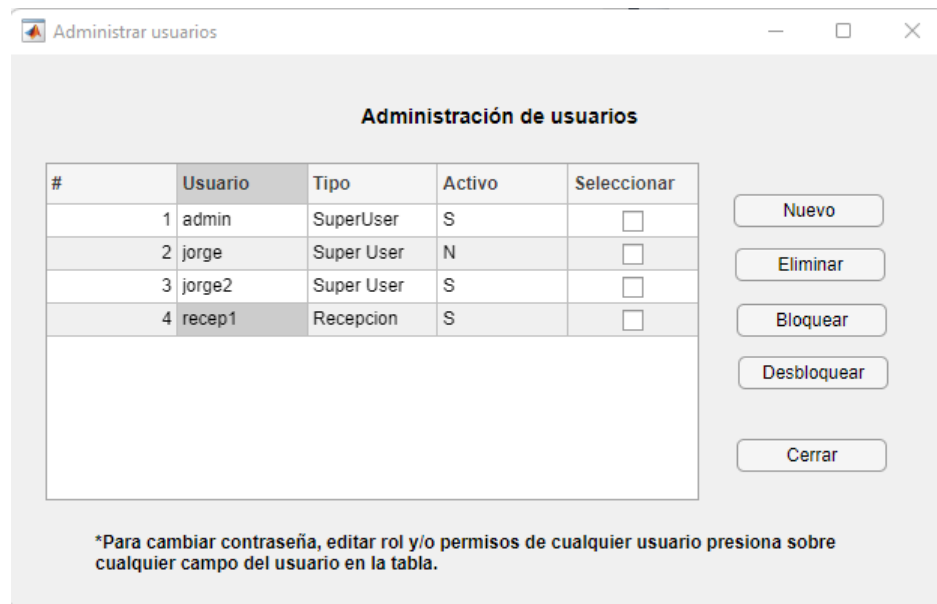 Administrar usuarios
Administración de usuarios
# Usuario Tipo Activo Seleccionar
1 admin SuperUser S
2 jorge Super User N
3 jorge2 Super User S
4 recep1 Recepcion S
Nuevo
Eliminar
Bloquear
Desbloquear
Cerrar
*Para cambiar contraseña, editar rol y/o permisos de cualquier usuario presiona sobre
cualquier campo del usuario en la tabla.